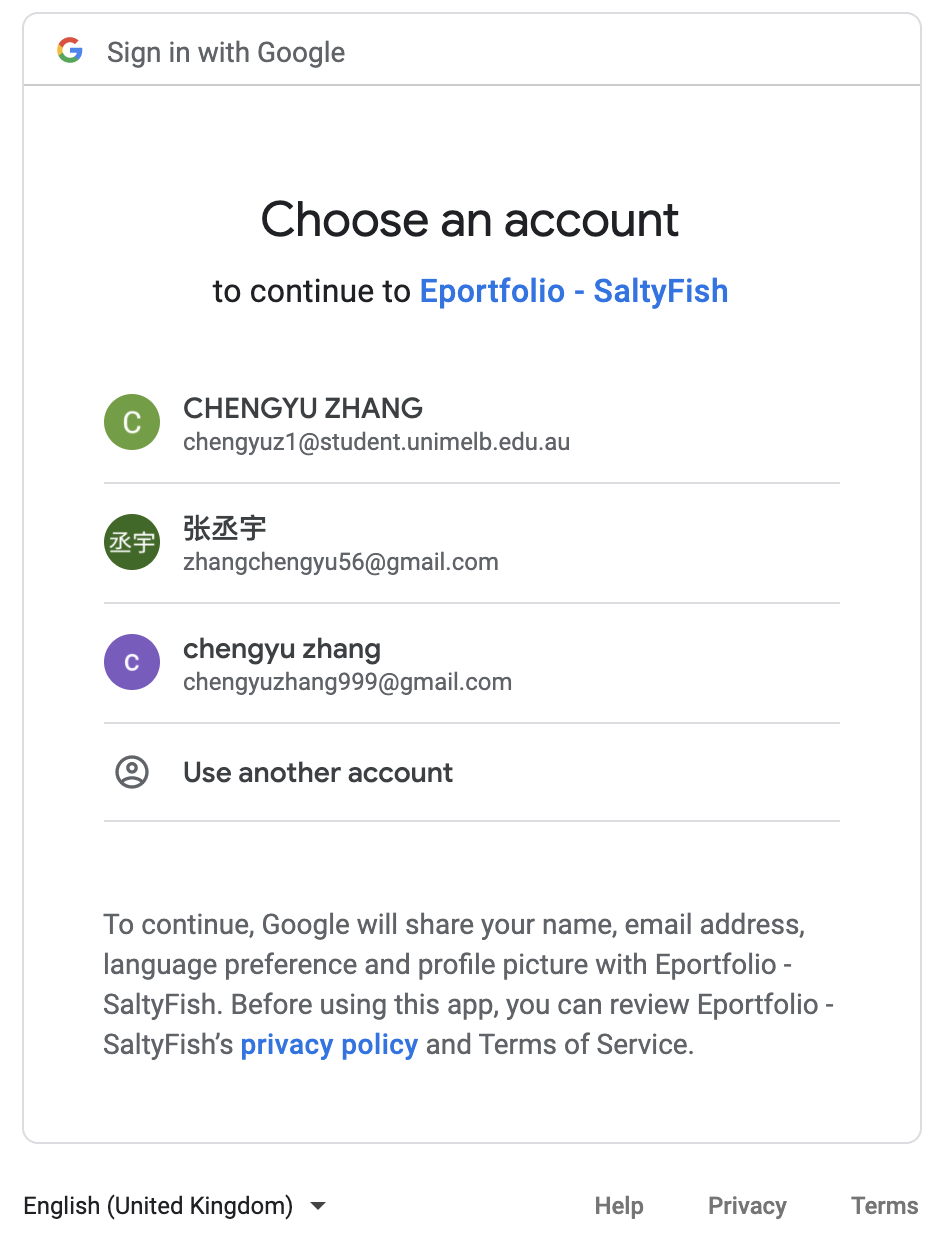 Sign in with Google
Choose an account
to continue to Eportfolio - SaltyFish
C
CHENGYU ZHANG
chengyuz1@student.unimelb.edu.au
丞宇
张丞宇
zhangchengyu56@gmail.com
c
chengyu zhang
chengyuzhang999@gmail.com
Use another account
To continue, Google will share your name, email address,
language preference and profile picture with Eportfolio -
SaltyFish. Before using this app, you can review Eportfolio -
SaltyFish’s privacy policy and Terms of Service.
English (United Kingdom) Help Privacy Terms